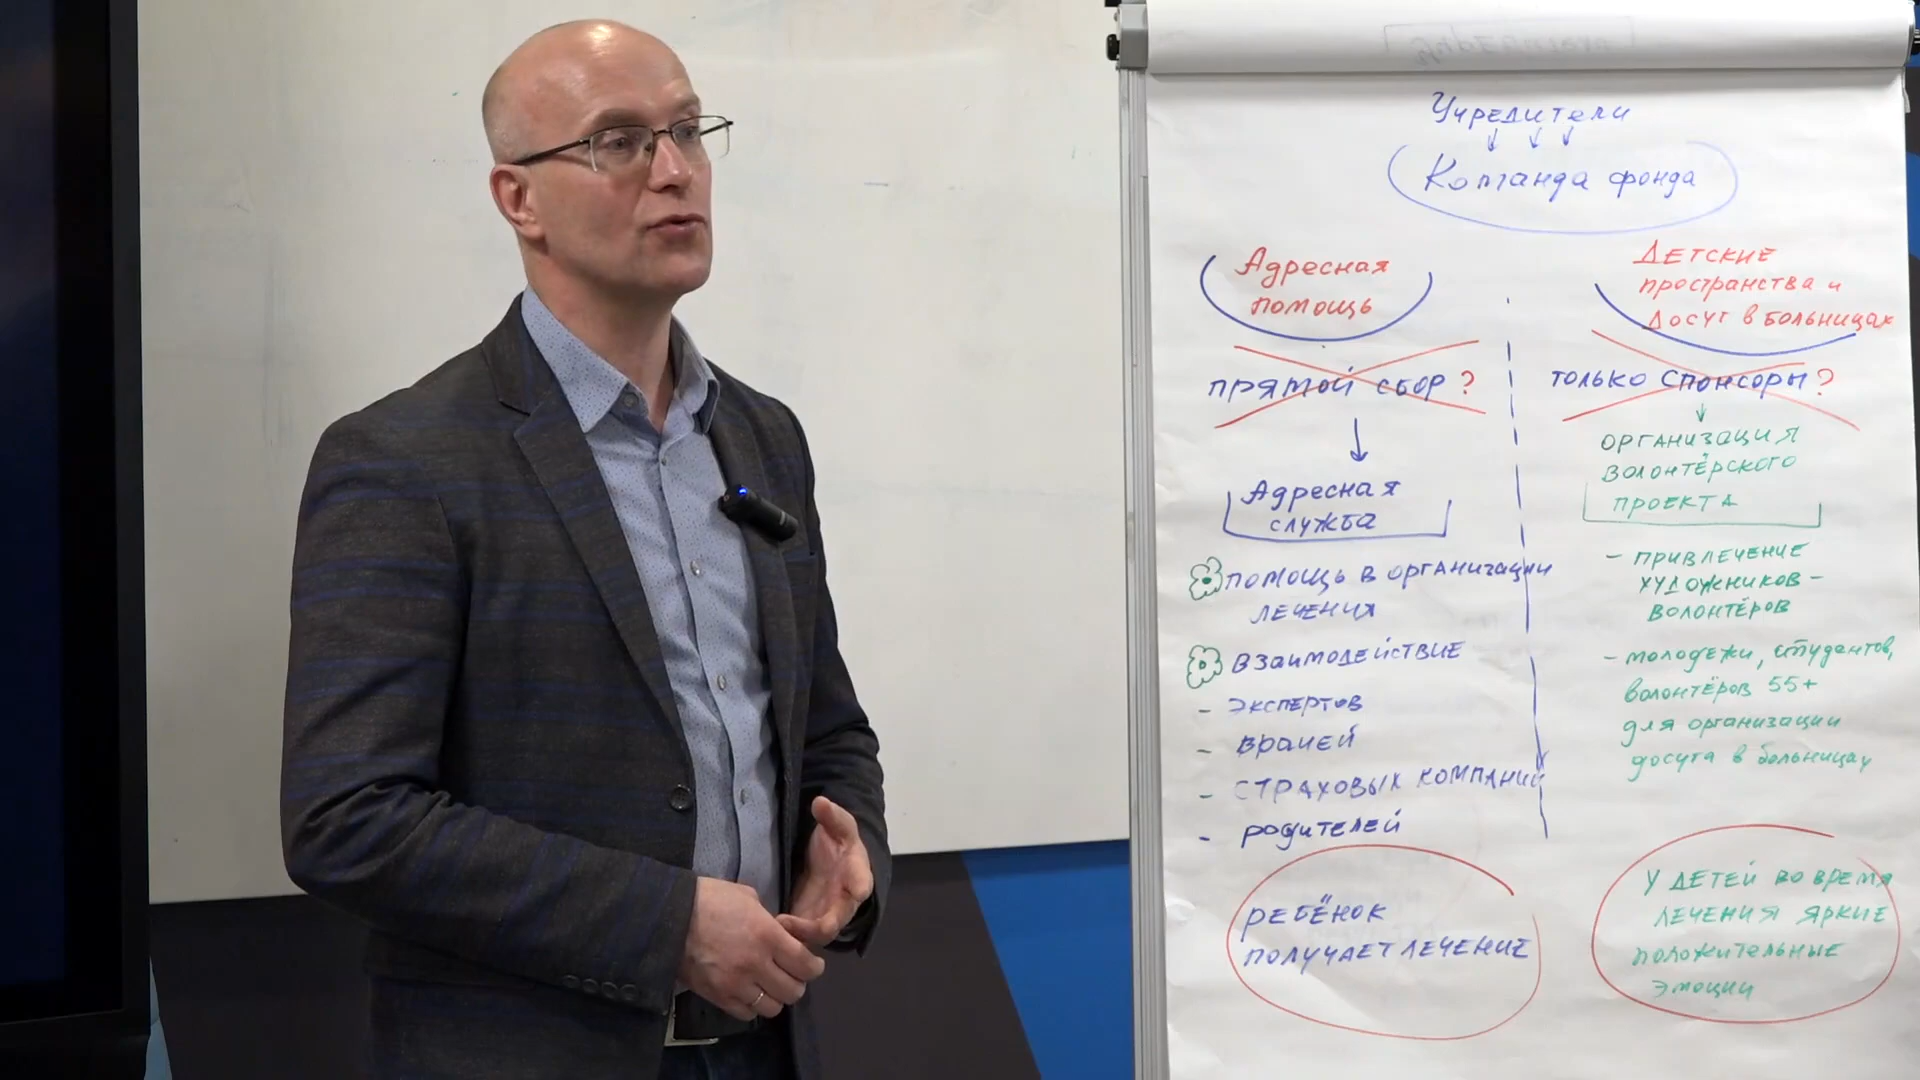 Учредители
Команда фонда
Адресная
помощь
прямой сбор?
Адресная
служба
помощь в организации
лечения
взаимодействие
- экспертов
- врачей
- страховых компаний
- родителей
ребёнок
получает лечение
Детские
пространства и
досуг в больницах
только спонсоры?
организация
волонтёрского
проекта
- привлечение
художников-
волонтёров
- молодежи, студентов,
волонтёров 55+
для организации
досуга в больницах
у детей во время
лечения яркие
положительные
эмоции